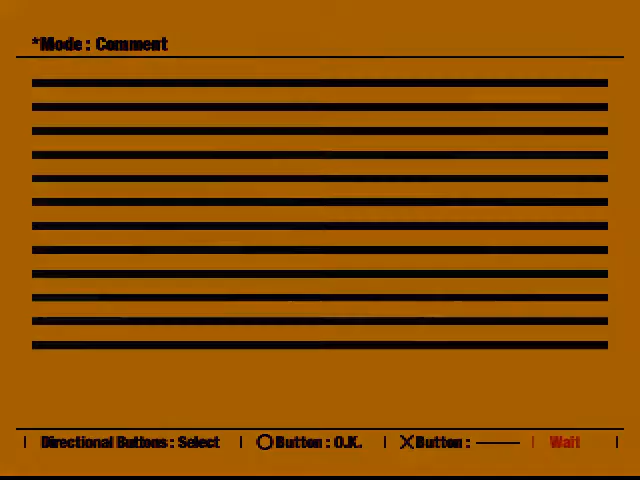 *Mode : Comment
| Directional Buttons : Select | ◯Button : O.K. | ✕Button : ―― | Wait |